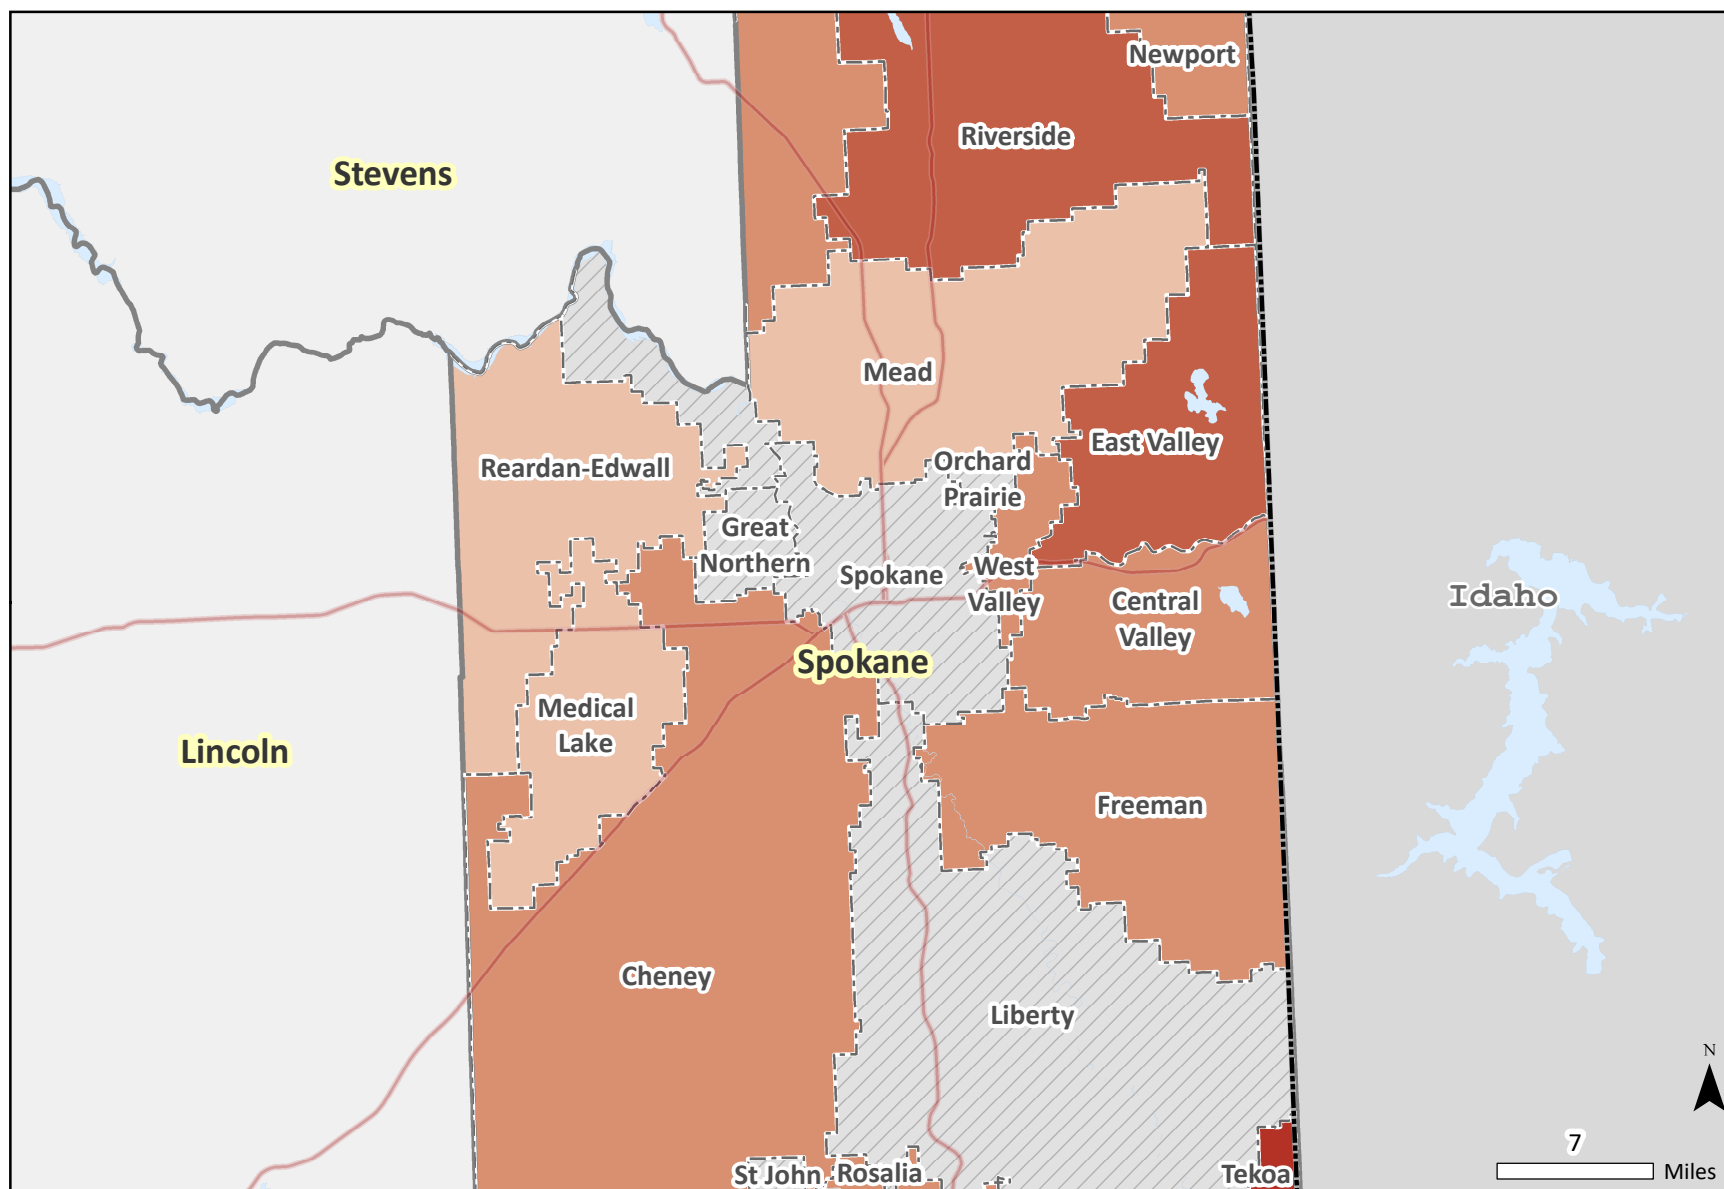 Newport
Riverside
Stevens
Mead
East Valley
Orchard
Prairie
Reardan-Edwall
Great
Northern
Spokane
West
Valley
Central
Valley
Idaho
Spokane
Medical
Lake
Lincoln
Freeman
Cheney
Liberty
N
7
Miles
St John
Rosalia
Tekoa